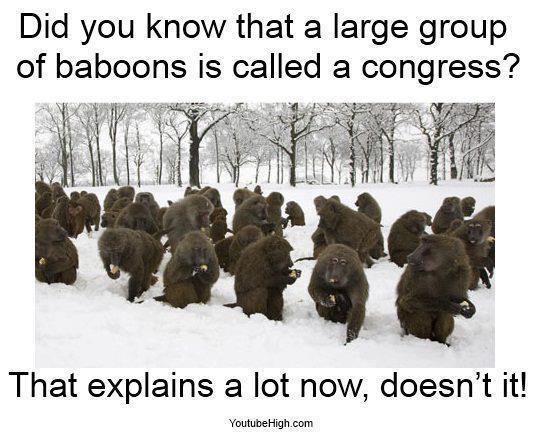 Did you know that a large group
of baboons is called a congress?
That explains a lot now, doesn't it!
YoutubeHigh.com